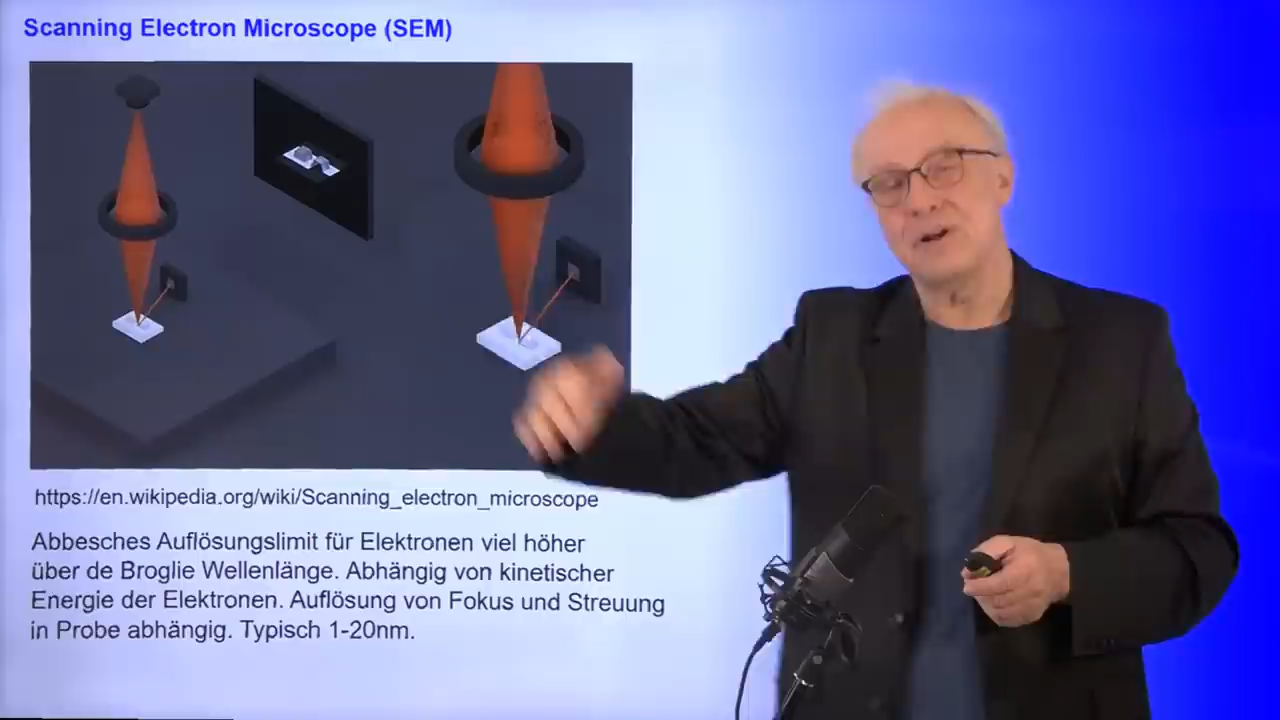 Scanning Electron Microscope (SEM)
https://en.wikipedia.org/wiki/Scanning_electron_microscope
Abbesches Auflösungslimit für Elektronen viel höher
über de Broglie Wellenlänge. Abhängig von kinetischer
Energie der Elektronen. Auflösung von Fokus und Streuung
in Probe abhängig. Typisch 1-20nm.